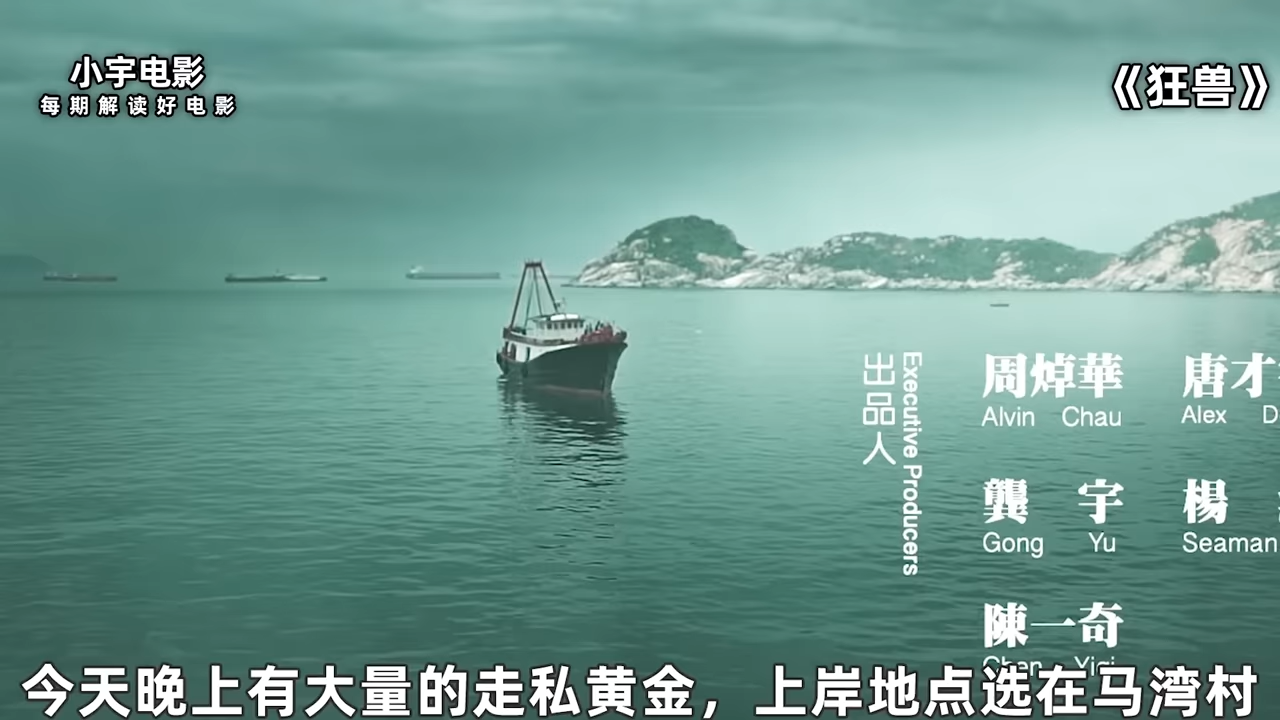 小宇电影
每期解读好电影
《狂兽》
出品人
Executive Producers
周焯華 唐才
Alvin Chau Alex D
龔宇 楊
Gong Yu Seaman
陳一奇
Chen Yiqi
今天晚上有大量的走私黄金，上岸地点选在马湾村